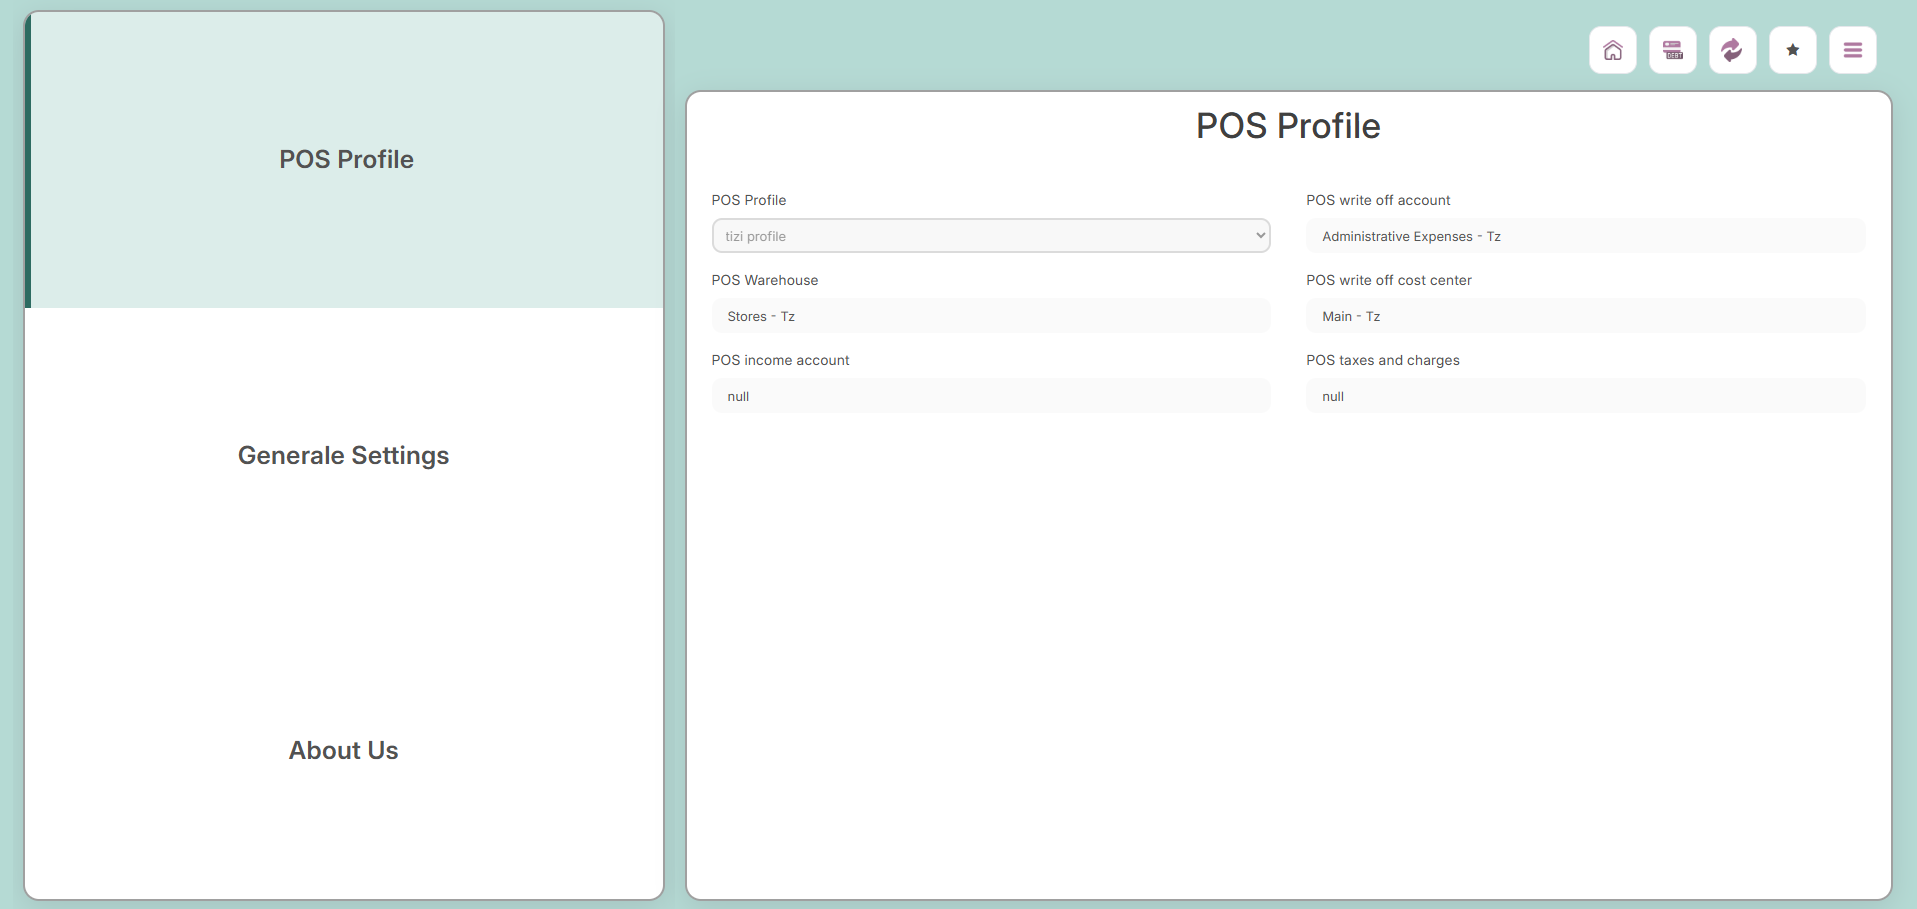 POS Profile
Generale Settings
About Us
DEBT
POS Profile
POS Profile
tizi profile
POS Warehouse
Stores - Tz
POS income account
null
POS write off account
Administrative Expenses - Tz
POS write off cost center
Main - Tz
POS taxes and charges
null